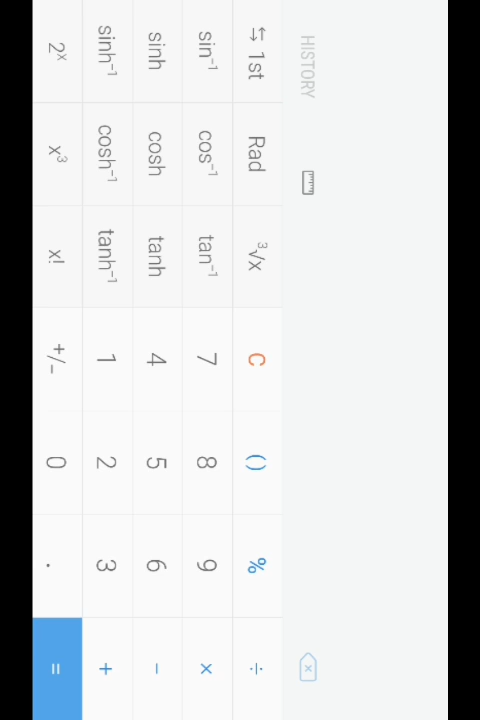 HISTORY
⇆ 1st Rad ³√x C () % ÷
sin⁻¹ cos⁻¹ tan⁻¹ 7 8 9 ×
sinh cosh tanh 4 5 6 −
sinh⁻¹ cosh⁻¹ tanh⁻¹ 1 2 3 +
2ˣ x³ x! +/− 0 . =